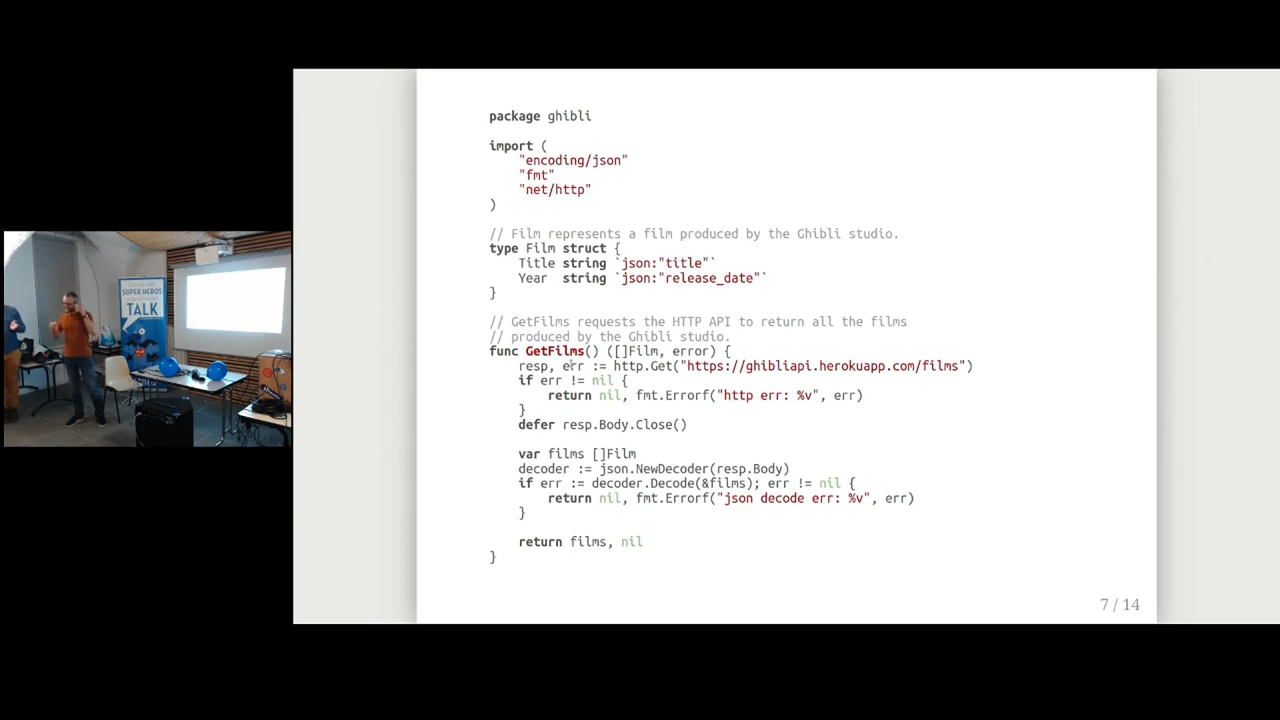 SUPER HEROS
TALK
package ghibli
import (
"encoding/json"
"fmt"
"net/http"
)
// Film represents a film produced by the Ghibli studio.
type Film struct {
Title string `json:"title"`
Year string `json:"release_date"`
}
// GetFilms requests the HTTP API to return all the films
// produced by the Ghibli studio.
func GetFilms() ([]Film, error) {
resp, err := http.Get("https://ghibliapi.herokuapp.com/films")
if err != nil {
return nil, fmt.Errorf("http err: %v", err)
}
defer resp.Body.Close()
var films []Film
decoder := json.NewDecoder(resp.Body)
if err := decoder.Decode(&films); err != nil {
return nil, fmt.Errorf("json decode err: %v", err)
}
return films, nil
}
7 / 14